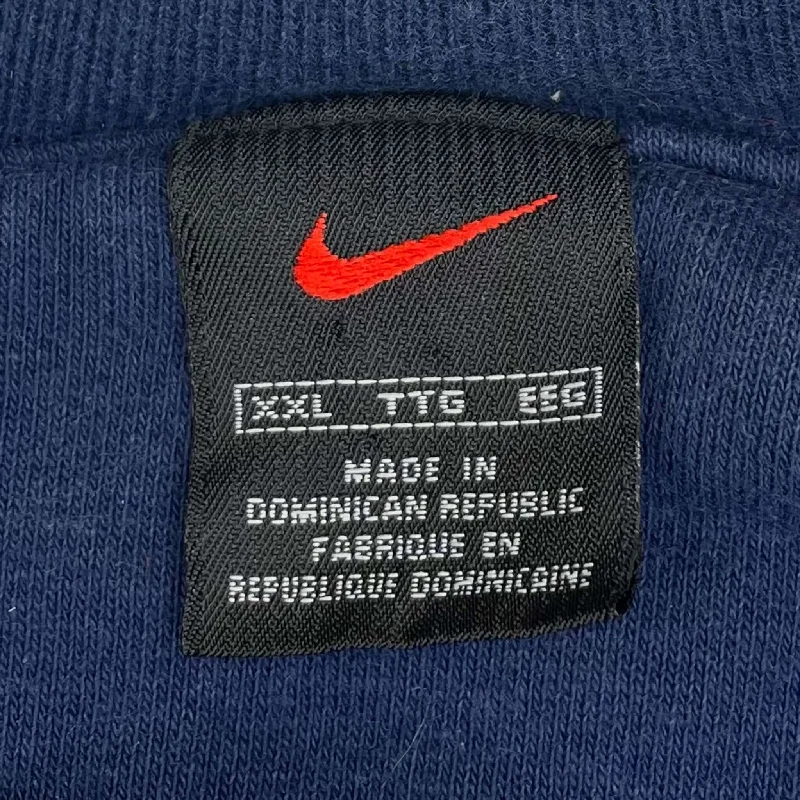 XXL TTG EEG
MADE IN
DOMINICAN REPUBLIC
FABRIQUE EN
REPUBLIQUE DOMINICAINE